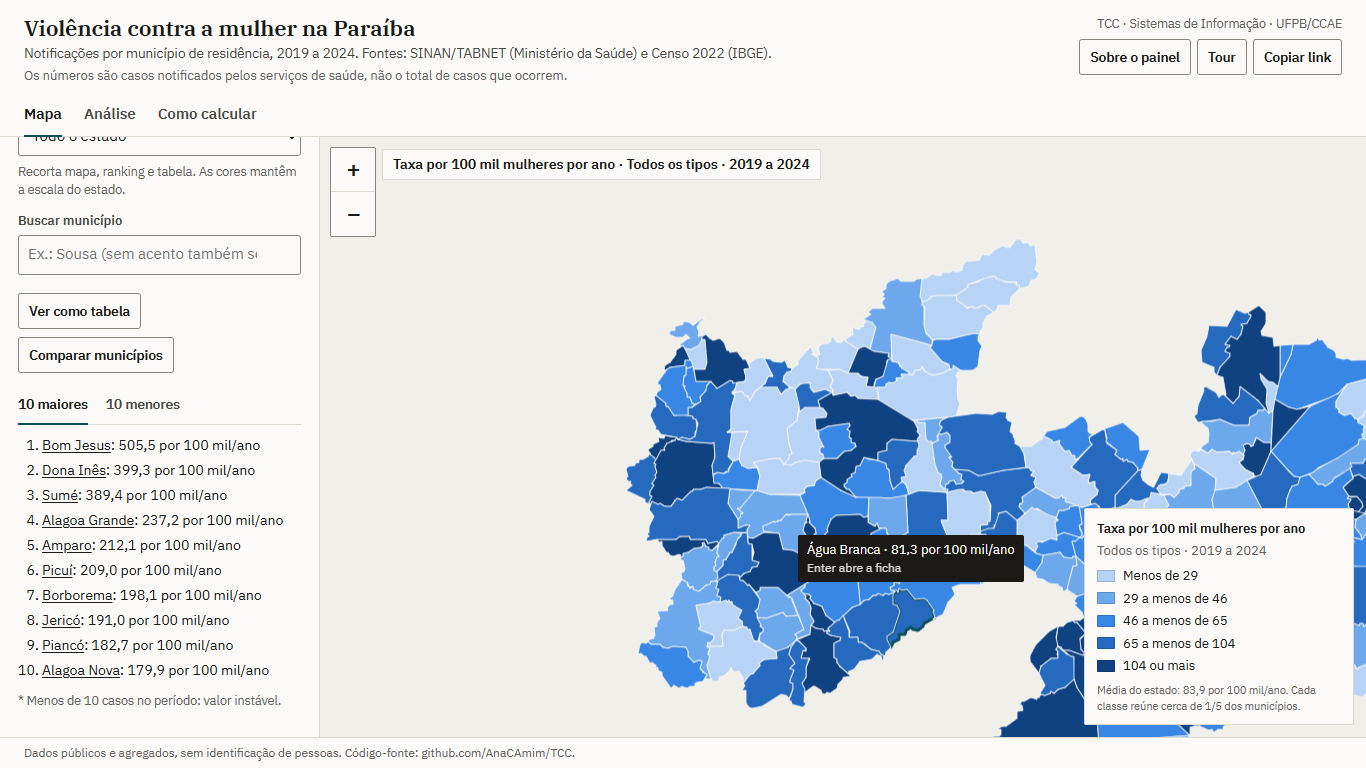 Violência contra a mulher na Paraíba
Notificações por município de residência, 2019 a 2024. Fontes: SINAN/TABNET (Ministério da Saúde) e Censo 2022 (IBGE).
Os números são casos notificados pelos serviços de saúde, não o total de casos que ocorrem.
TCC · Sistemas de Informação · UFPB/CCAE
Sobre o painel
Tour
Copiar link
Mapa
Análise
Como calcular
Todo o estado
Recorta mapa, ranking e tabela. As cores mantêm
a escala do estado.
Buscar município
Ex.: Sousa (sem acento também
Ver como tabela
Comparar municípios
10 maiores
10 menores
1. Bom Jesus: 505,5 por 100 mil/ano
2. Dona Inês: 399,3 por 100 mil/ano
3. Sumé: 389,4 por 100 mil/ano
4. Alagoa Grande: 237,2 por 100 mil/ano
5. Amparo: 212,1 por 100 mil/ano
6. Picuí: 209,0 por 100 mil/ano
7. Borborema: 198,1 por 100 mil/ano
8. Jericó: 191,0 por 100 mil/ano
9. Piancó: 182,7 por 100 mil/ano
10. Alagoa Nova: 179,9 por 100 mil/ano
* Menos de 10 casos no período: valor instável.
+
−
Taxa por 100 mil mulheres por ano · Todos os tipos · 2019 a 2024
Água Branca · 81,3 por 100 mil/ano
Enter abre a ficha
Taxa por 100 mil mulheres por ano
Todos os tipos · 2019 a 2024
Menos de 29
29 a menos de 46
46 a menos de 65
65 a menos de 104
104 ou mais
Média do estado: 83,9 por 100 mil/ano. Cada
classe reúne cerca de 1/5 dos municípios.
Dados públicos e agregados, sem identificação de pessoas. Código-fonte: github.com/AnaCAmim/TCC.